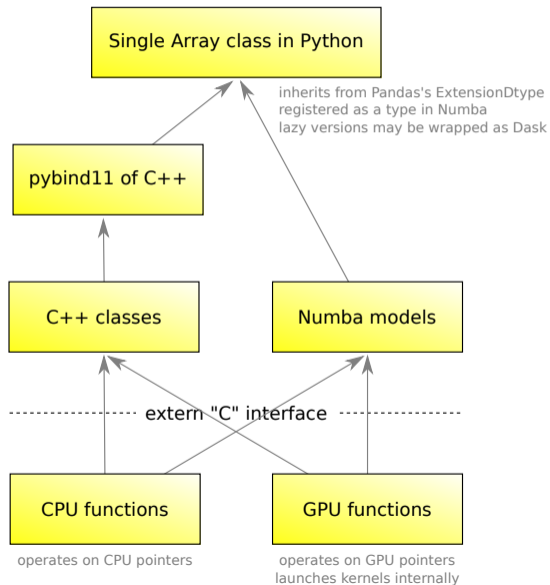 Single Array class in Python
inherits from Pandas's ExtensionDtype
registered as a type in Numba
lazy versions may be wrapped as Dask
pybind11 of C++
C++ classes
Numba models
extern "C" interface
CPU functions
GPU functions
operates on CPU pointers
operates on GPU pointers
launches kernels internally